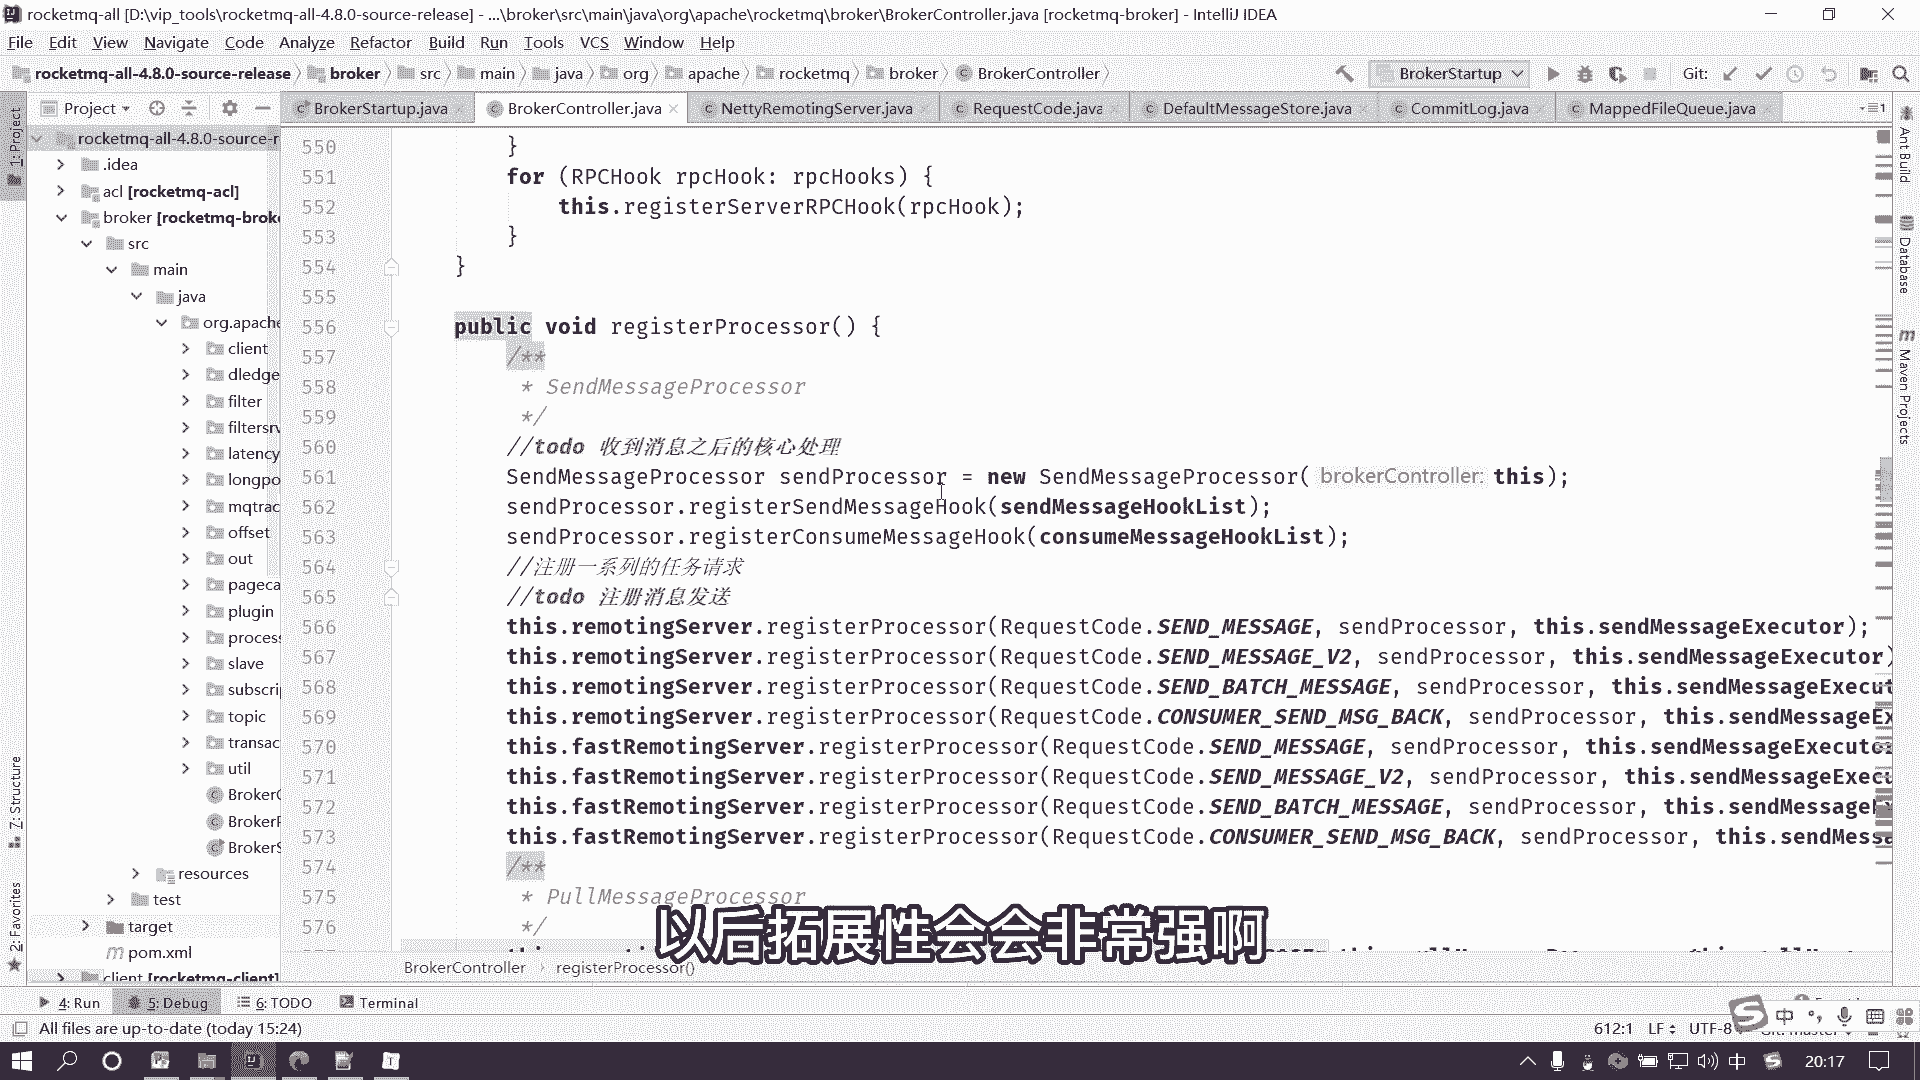 rocketmq-all [D:\vip_tools\rocketmq-all-4.8.0-source-release] - ...\broker\src\main\java\org\apache\rocketmq\broker\BrokerController.java [rocketmq-broker] - IntelliJ IDEA
File Edit View Navigate Code Analyze Refactor Build Run Tools VCS Window Help
rocketmq-all-4.8.0-source-release broker src main java org apache rocketmq broker BrokerController BrokerStartup Git:
Project BrokerStartup.java BrokerController.java NettyRemotingServer.java RequestCode.java DefaultMessageStore.java CommitLog.java MappedFileQueue.java
1: Project
7: Structure
2: Favorites
rocketmq-all-4.8.0-source-r
.idea
acl [rocketmq-acl]
broker [rocketmq-broke
src
main
java
org.apache
client
dledge
filter
filtersrv
latency
longpo
mqtrac
offset
out
pageca
plugin
process
slave
subscri
topic
transac
util
BrokerC
BrokerP
BrokerS
resources
test
target
pom.xml
client [rocketmq-client]
550 }
551 for (RPCHook rpcHook: rpcHooks) {
552 this.registerServerRPCHook(rpcHook);
553 }
554 }
555
556 public void registerProcessor() {
557 /**
558 * SendMessageProcessor
559 */
560 //todo 收到消息之后的核心处理
561 SendMessageProcessor sendProcessor = new SendMessageProcessor( brokerController: this);
562 sendProcessor.registerSendMessageHook(sendMessageHookList);
563 sendProcessor.registerConsumeMessageHook(consumeMessageHookList);
564 //注册一系列的任务请求
565 //todo 注册消息发送
566 this.remotingServer.registerProcessor(RequestCode.SEND_MESSAGE, sendProcessor, this.sendMessageExecutor);
567 this.remotingServer.registerProcessor(RequestCode.SEND_MESSAGE_V2, sendProcessor, this.sendMessageExecutor)
568 this.remotingServer.registerProcessor(RequestCode.SEND_BATCH_MESSAGE, sendProcessor, this.sendMessageExecut
569 this.remotingServer.registerProcessor(RequestCode.CONSUMER_SEND_MSG_BACK, sendProcessor, this.sendMessageEx
570 this.fastRemotingServer.registerProcessor(RequestCode.SEND_MESSAGE, sendProcessor, this.sendMessageExecuto
571 this.fastRemotingServer.registerProcessor(RequestCode.SEND_MESSAGE_V2, sendProcessor, this.sendMessageExecu
572 this.fastRemotingServer.registerProcessor(RequestCode.SEND_BATCH_MESSAGE, sendProcessor, this.sendMessageE
573 this.fastRemotingServer.registerProcessor(RequestCode.CONSUMER_SEND_MSG_BACK, sendProcessor, this.sendMessa
574 /**
575 * PullMessageProcessor
576 */
以后拓展性会会非常强啊
BrokerController registerProcessor()
Ant Build
Database
Maven Projects
4: Run 5: Debug 6: TODO Terminal
All files are up-to-date (today 15:24) 612:1 LF UTF-8 Git: master
中
中 20:17